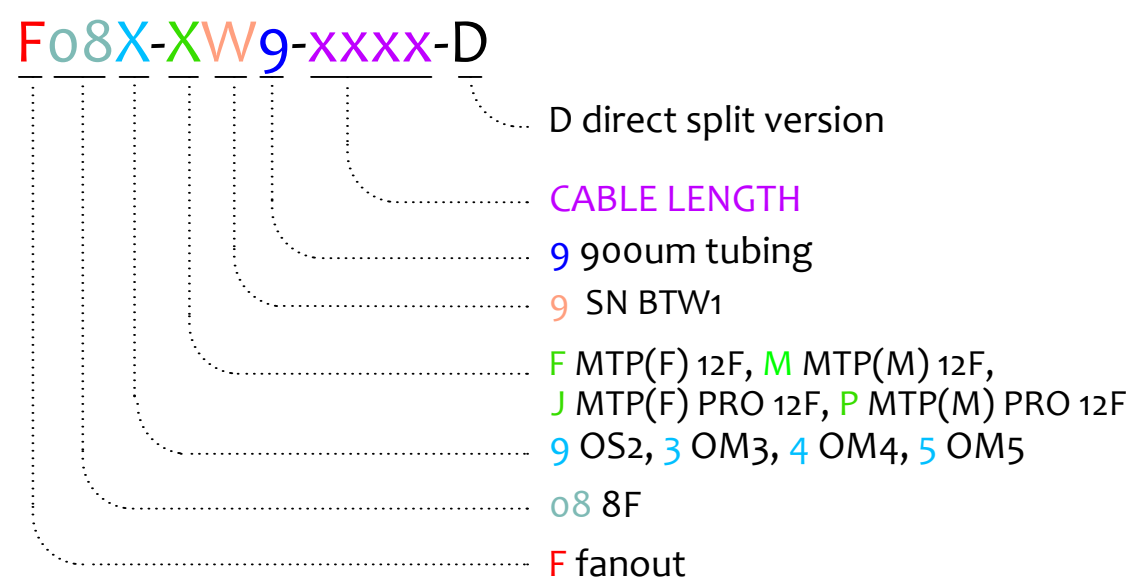 F08X-XW9-xxxx-D
D direct split version
CABLE LENGTH
9 900um tubing
9 SN BTW1
F MTP(F) 12F, M MTP(M) 12F,
J MTP(F) PRO 12F, P MTP(M) PRO 12F
9 OS2, 3 OM3, 4 OM4, 5 OM5
08 8F
F fanout